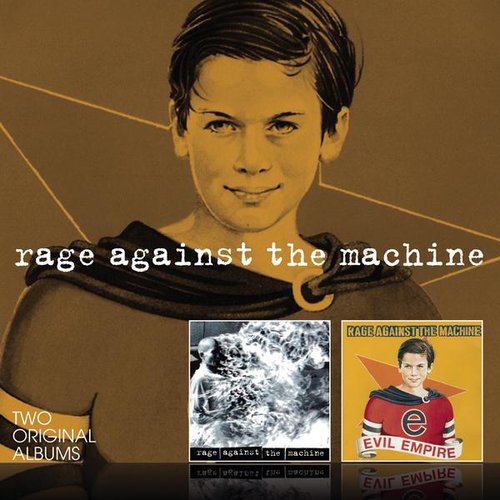 rage against the machine
TWO
ORIGINAL
ALBUMS
rage against the machine
RAGE AGAINST THE MACHINE
e
EVIL EMPIRE